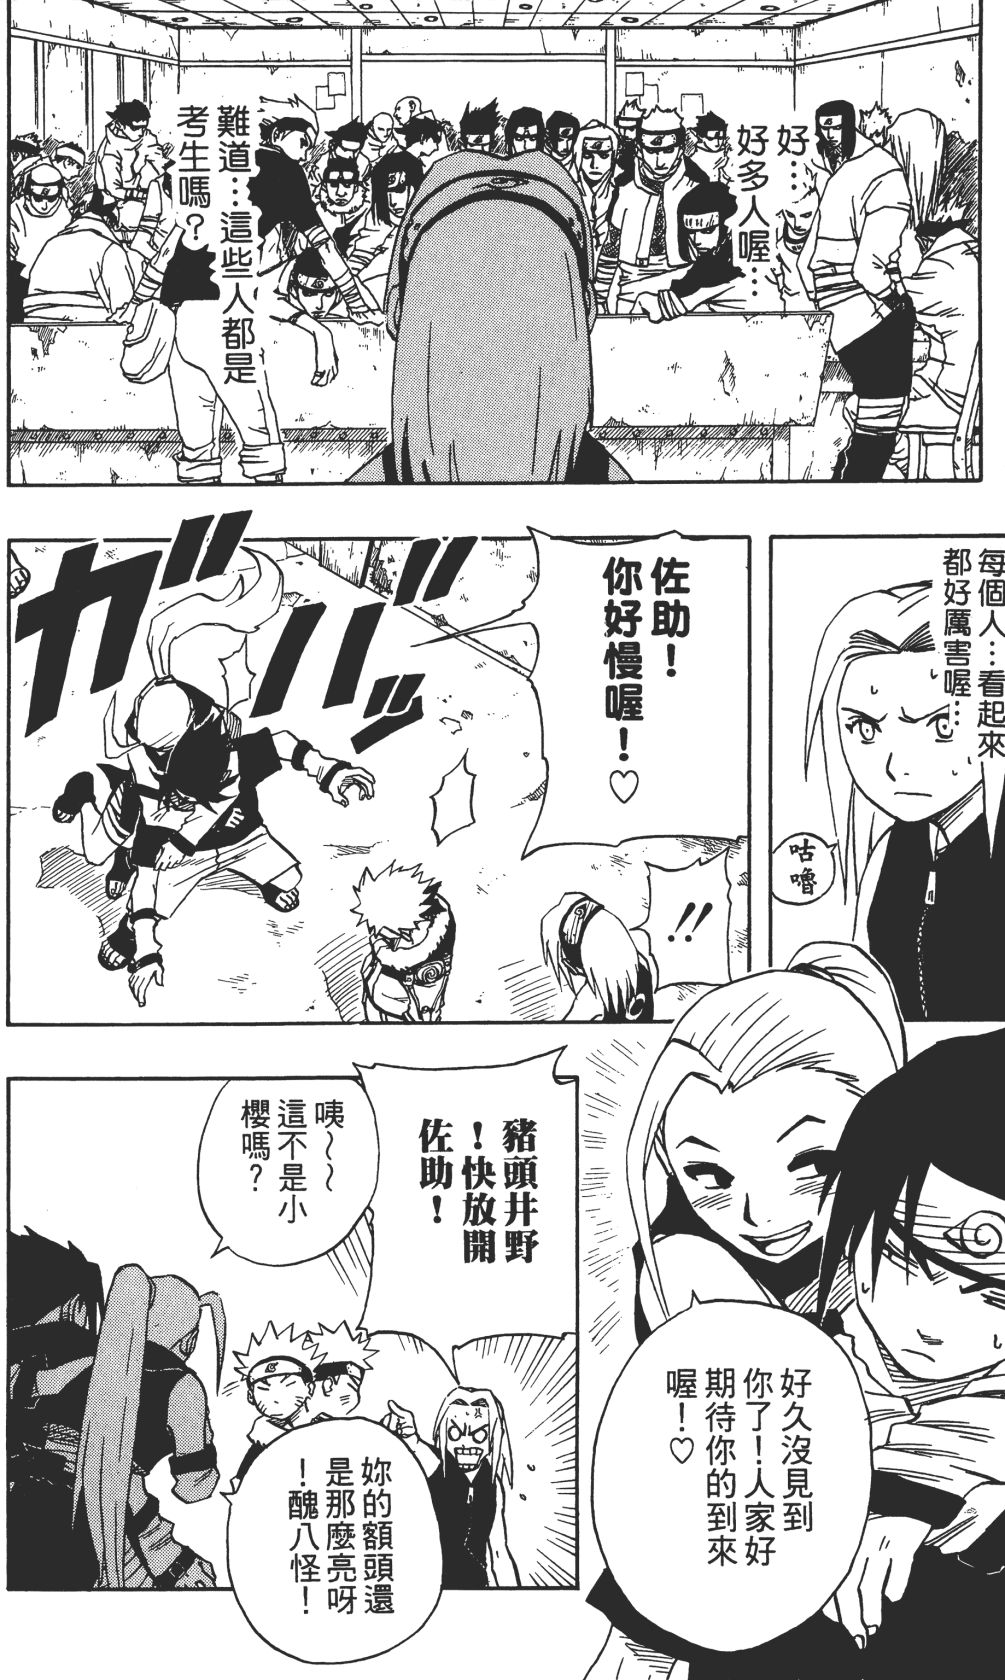 好…
好多人喔…
難道…這些人都是
考生嗎？
每個人…看起來
都好厲害喔…
咕
嚕
佐助！
你好慢喔！♡
!!
ガバッ
好久沒見到
你了！人家好
期待你的到來
喔！♡
豬頭井野
！快放開
佐助！
咦～～
這不是小
櫻嗎？
妳的額頭還
是那麼亮呀
！醜八怪！